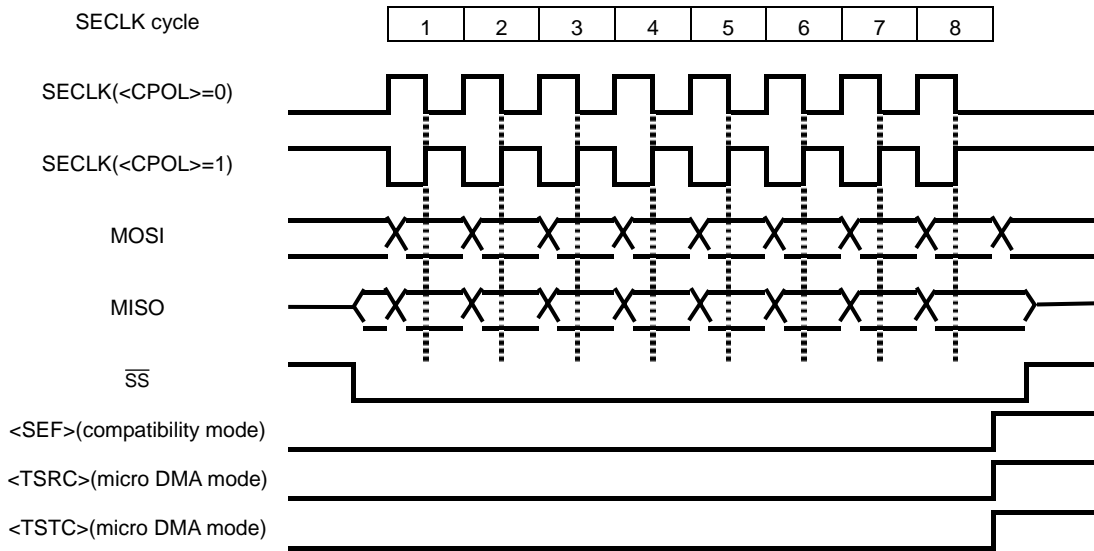 SECLK cycle
1 2 3 4 5 6 7 8
SECLK(<CPOL>=0)
SECLK(<CPOL>=1)
MOSI
MISO
S̅S̅
<SEF>(compatibility mode)
<TSRC>(micro DMA mode)
<TSTC>(micro DMA mode)